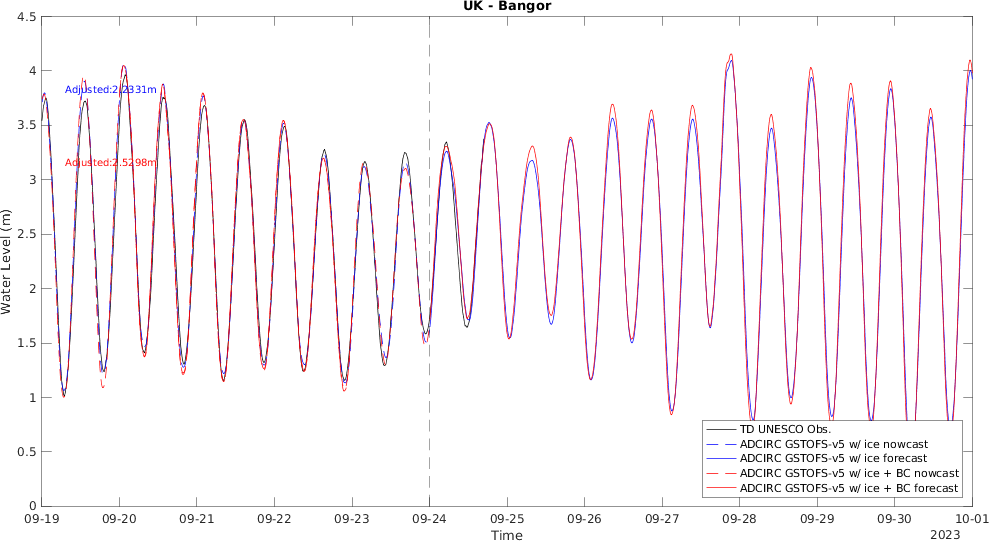 UK - Bangor
4.5
4
3.5
3
2.5
2
1.5
1
0.5
0
Water Level (m)
Adjusted:2.2331m
Adjusted:2.5298m
TD UNESCO Obs.
ADCIRC GSTOFS-v5 w/ ice nowcast
ADCIRC GSTOFS-v5 w/ ice forecast
ADCIRC GSTOFS-v5 w/ ice + BC nowcast
ADCIRC GSTOFS-v5 w/ ice + BC forecast
09-19 09-20 09-21 09-22 09-23 09-24 09-25 09-26 09-27 09-28 09-29 09-30 10-01
Time
2023